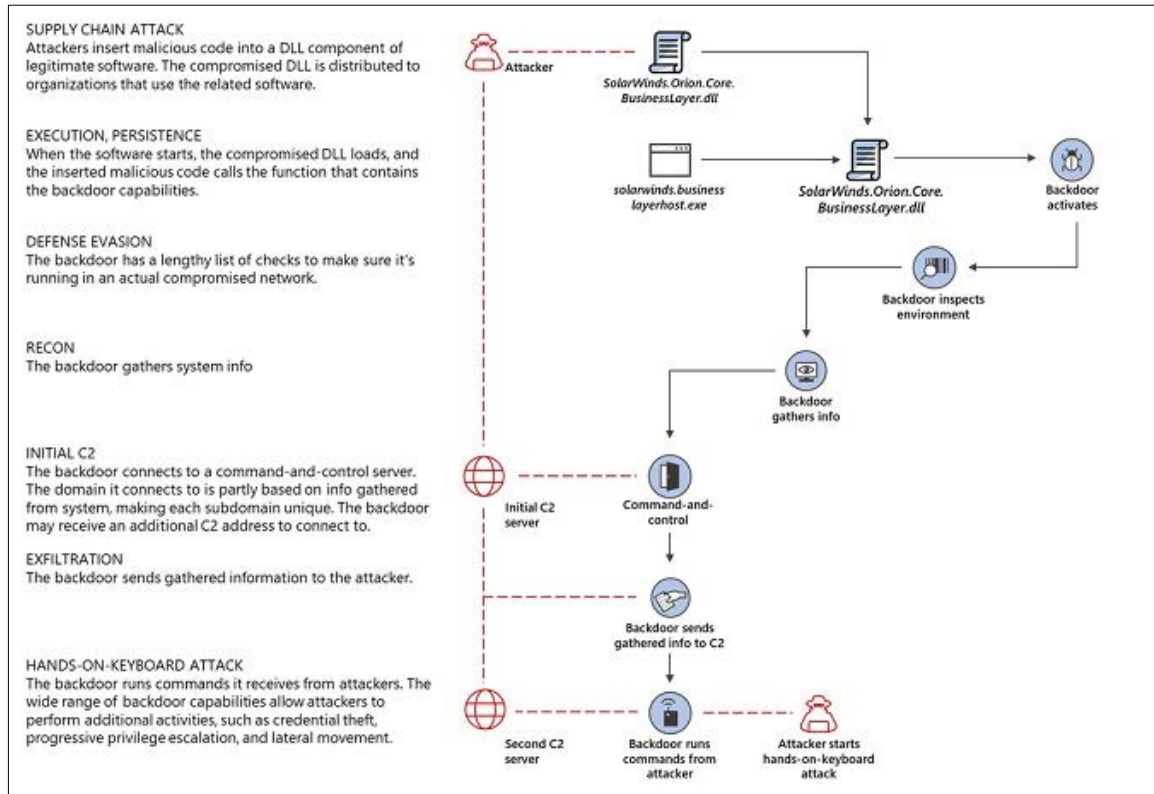 SUPPLY CHAIN ATTACK
Attackers insert malicious code into a DLL component of
legitimate software. The compromised DLL is distributed to
organizations that use the related software.
Attacker
SolarWinds.Orion.Core.
BusinessLayer.dll
EXECUTION, PERSISTENCE
When the software starts, the compromised DLL loads, and
the inserted malicious code calls the function that contains
the backdoor capabilities.
solarwinds.business
layerhost.exe
SolarWinds.Orion.Core.
BusinessLayer.dll
Backdoor
activates
DEFENSE EVASION
The backdoor has a lengthy list of checks to make sure it's
running in an actual compromised network.
Backdoor inspects
environment
RECON
The backdoor gathers system info
Backdoor
gathers info
INITIAL C2
The backdoor connects to a command-and-control server.
The domain it connects to is partly based on info gathered
from system, making each subdomain unique. The backdoor
may receive an additional C2 address to connect to.
Initial C2
server
Command-and-
control
EXFILTRATION
The backdoor sends gathered information to the attacker.
Backdoor sends
gathered info to C2
HANDS-ON-KEYBOARD ATTACK
The backdoor runs commands it receives from attackers. The
wide range of backdoor capabilities allow attackers to
perform additional activities, such as credential theft,
progressive privilege escalation, and lateral movement.
Second C2
server
Backdoor runs
commands from
attacker
Attacker starts
hands-on-keyboard
attack